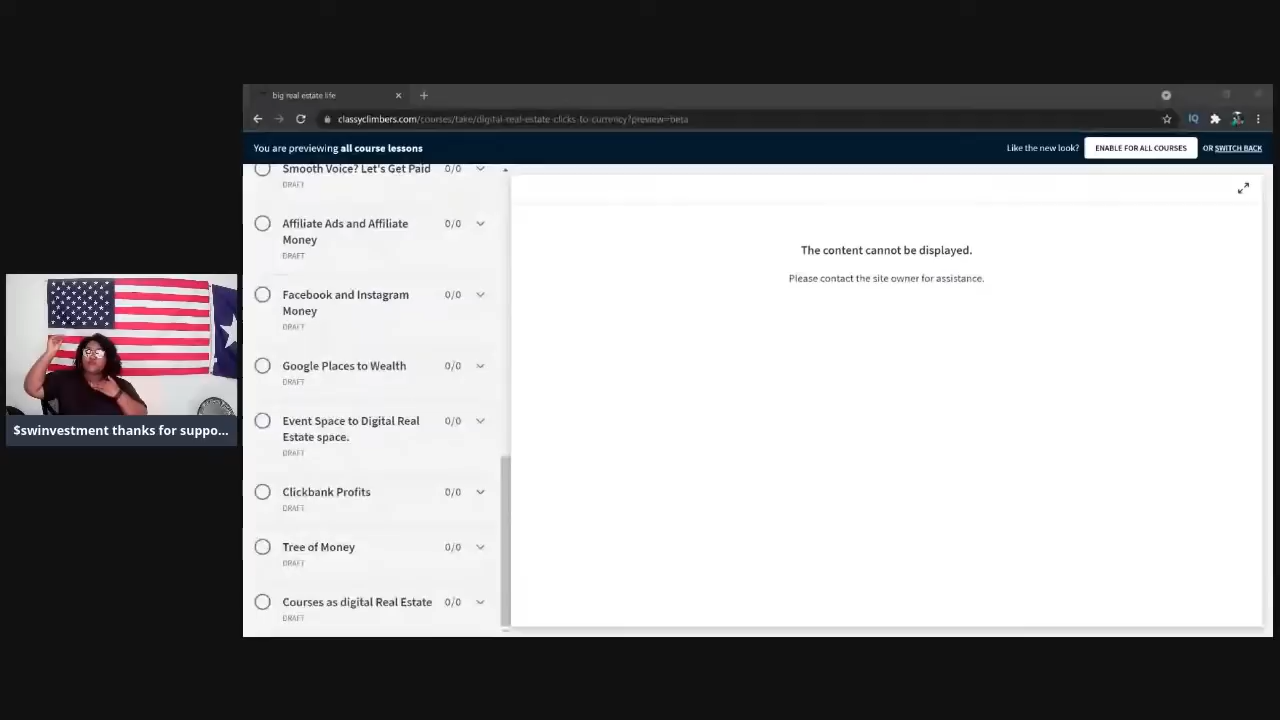 big real estate life
classyclimbers.com/courses/take/digital-real-estate-clicks-to-currency?preview=beta
IQ
You are previewing all course lessons
Like the new look? ENABLE FOR ALL COURSES OR SWITCH BACK
Smooth Voice? Let's Get Paid 0/0
DRAFT
Affiliate Ads and Affiliate 0/0
Money
DRAFT
Facebook and Instagram 0/0
Money
DRAFT
Google Places to Wealth 0/0
DRAFT
Event Space to Digital Real 0/0
Estate space.
DRAFT
Clickbank Profits 0/0
DRAFT
Tree of Money 0/0
DRAFT
Courses as digital Real Estate 0/0
DRAFT
The content cannot be displayed.
Please contact the site owner for assistance.
$swinvestment thanks for suppo...